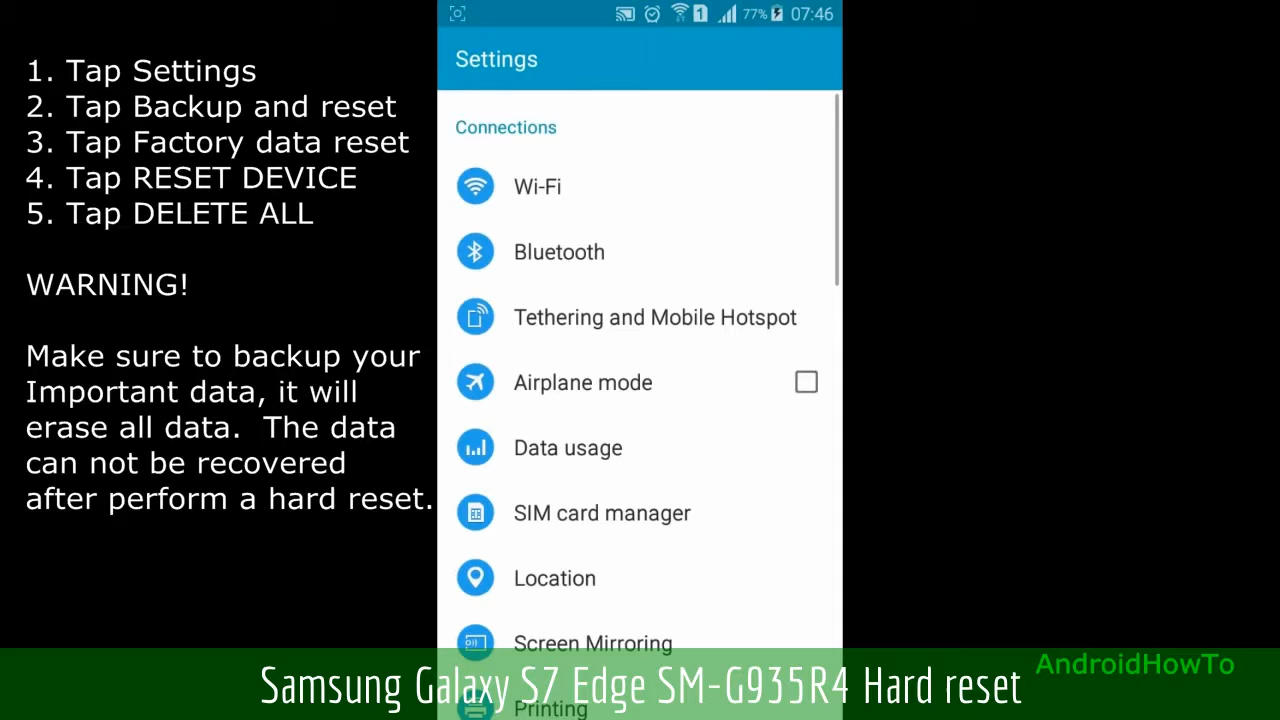 1. Tap Settings
2. Tap Backup and reset
3. Tap Factory data reset
4. Tap RESET DEVICE
5. Tap DELETE ALL
WARNING!
Make sure to backup your
Important data, it will
erase all data.  The data
can not be recovered
after perform a hard reset.
1 77% 07:46
Settings
Connections
Wi-Fi
Bluetooth
Tethering and Mobile Hotspot
Airplane mode
Data usage
SIM card manager
Location
Screen Mirroring
Printing
AndroidHowTo
Samsung Galaxy S7 Edge SM-G935R4 Hard reset